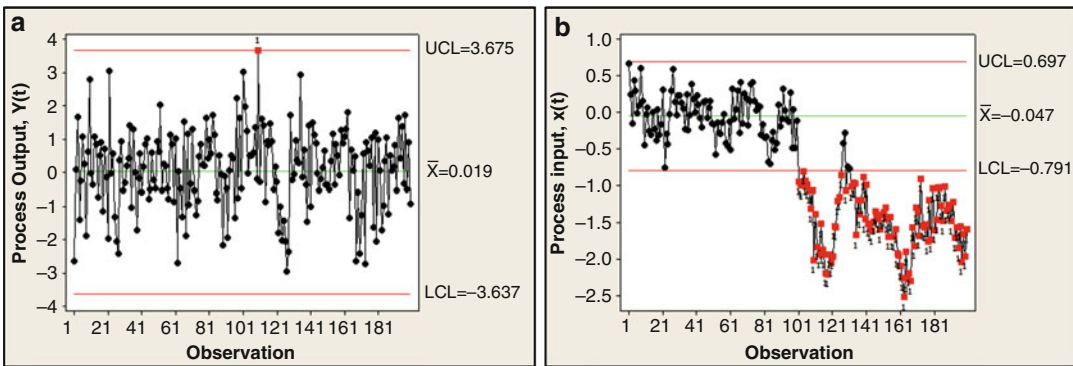 a
Process Output, Y(t)
4
3
2
1
0
−1
−2
−3
−4
1
UCL=3.675
X̅=0.019
LCL=−3.637
1 21 41 61 81 101 121 141 161 181
Observation
b
Process input, x(t)
1.0
0.5
0.0
−0.5
−1.0
−1.5
−2.0
−2.5
UCL=0.697
X̅=−0.047
LCL=−0.791
1 21 41 61 81 101 121 141 161 181
Observation